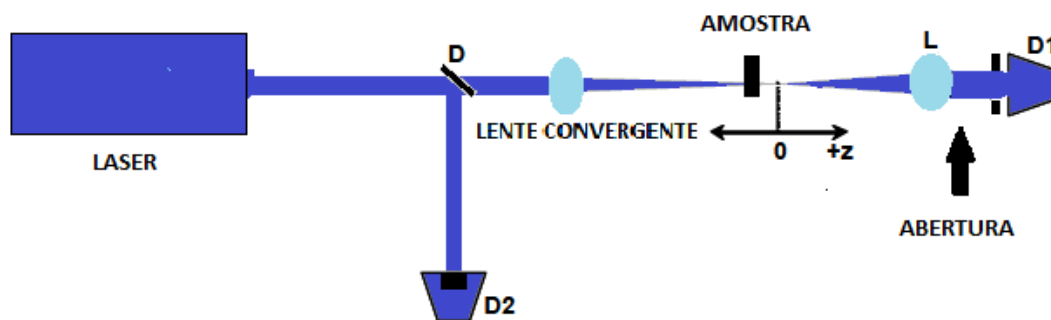 AMOSTRA
D
L
D1
LENTE CONVERGENTE
0
+z
LASER
ABERTURA
D2